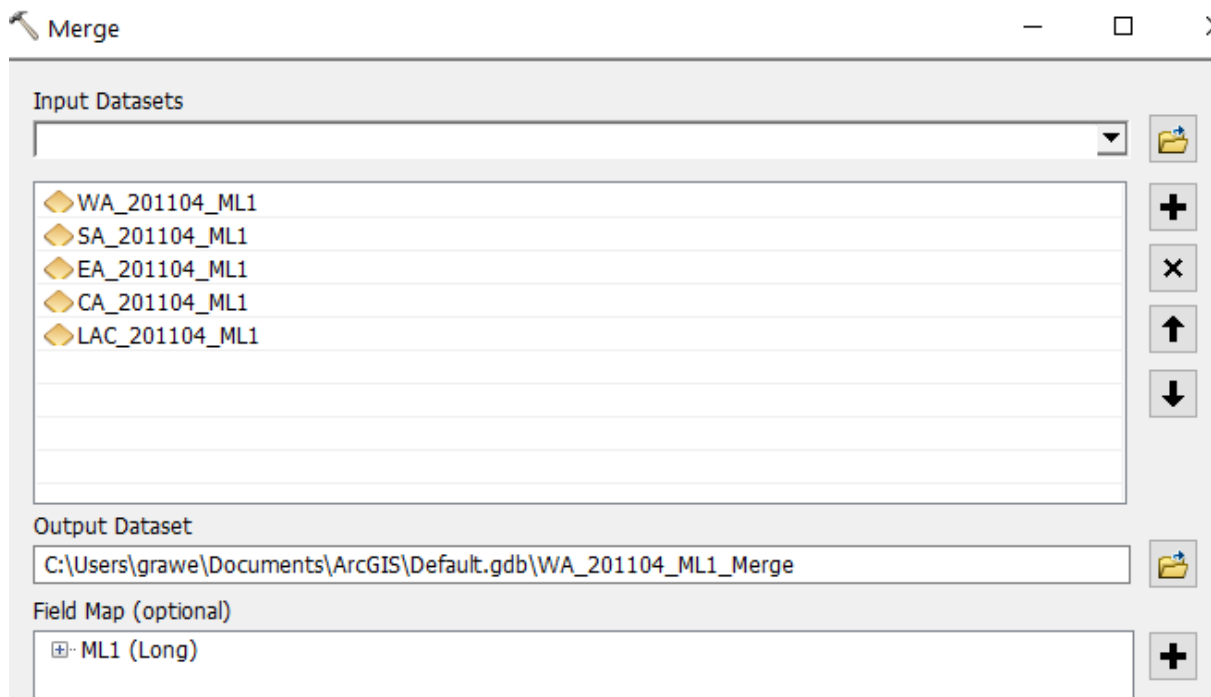 Merge
Input Datasets
WA_201104_ML1
SA_201104_ML1
EA_201104_ML1
CA_201104_ML1
LAC_201104_ML1
Output Dataset
C:\Users\grawe\Documents\ArcGIS\Default.gdb\WA_201104_ML1_Merge
Field Map (optional)
ML1 (Long)